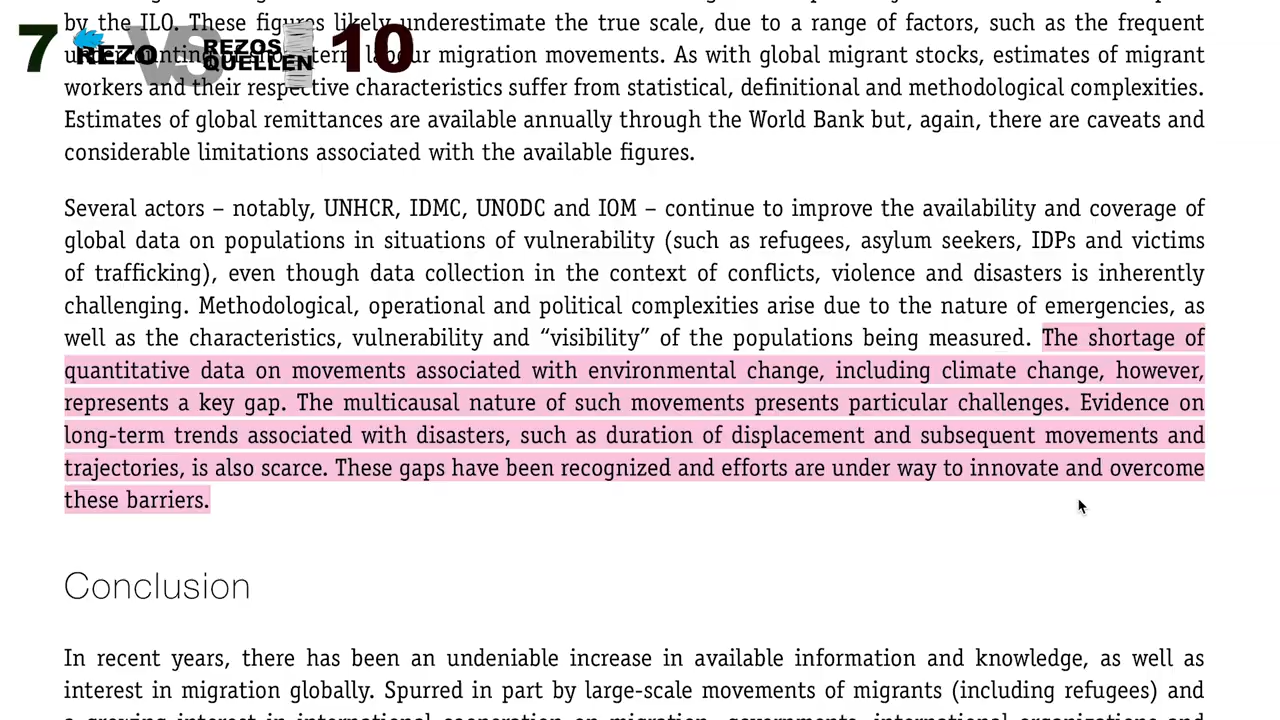 by the ILO. These figures likely underestimate the true scale, due to a range of factors, such as the frequent
7 REZO VS REZOS QUELLEN 10
labour migration movements. As with global migrant stocks, estimates of migrant
workers and their respective characteristics suffer from statistical, definitional and methodological complexities.
Estimates of global remittances are available annually through the World Bank but, again, there are caveats and
considerable limitations associated with the available figures.
Several actors – notably, UNHCR, IDMC, UNODC and IOM – continue to improve the availability and coverage of
global data on populations in situations of vulnerability (such as refugees, asylum seekers, IDPs and victims
of trafficking), even though data collection in the context of conflicts, violence and disasters is inherently
challenging. Methodological, operational and political complexities arise due to the nature of emergencies, as
well as the characteristics, vulnerability and “visibility” of the populations being measured. The shortage of
quantitative data on movements associated with environmental change, including climate change, however,
represents a key gap. The multicausal nature of such movements presents particular challenges. Evidence on
long-term trends associated with disasters, such as duration of displacement and subsequent movements and
trajectories, is also scarce. These gaps have been recognized and efforts are under way to innovate and overcome
these barriers.
Conclusion
In recent years, there has been an undeniable increase in available information and knowledge, as well as
interest in migration globally. Spurred in part by large-scale movements of migrants (including refugees) and